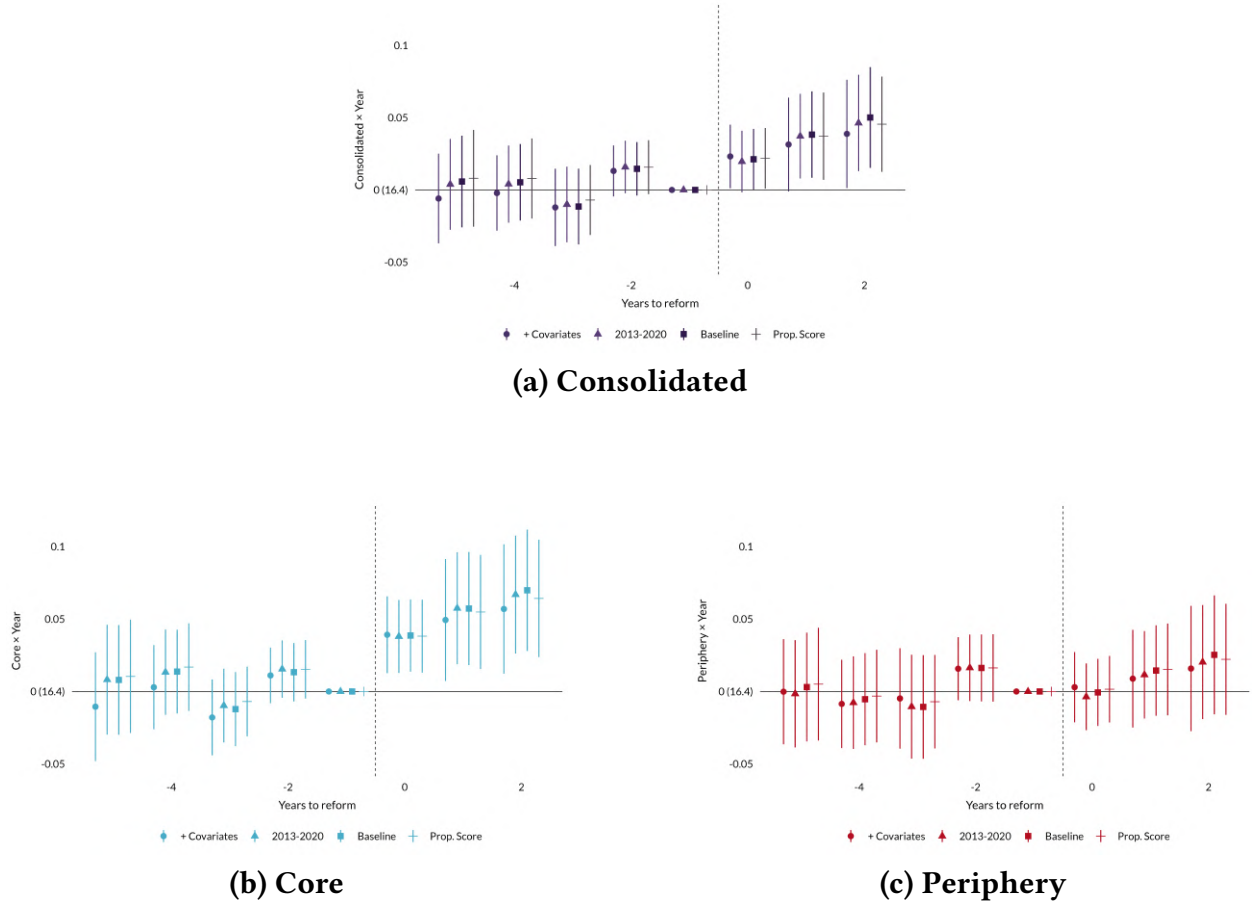 0.1
0.05
0 (16.4)
-0.05
Consolidated × Year
-4 -2 0 2
Years to reform
+ Covariates 2013-2020 Baseline Prop. Score
(a) Consolidated
0.1
0.05
0 (16.4)
-0.05
Core × Year
-4 -2 0 2
Years to reform
+ Covariates 2013-2020 Baseline Prop. Score
(b) Core
0.1
0.05
0 (16.4)
-0.05
Periphery × Year
-4 -2 0 2
Years to reform
+ Covariates 2013-2020 Baseline Prop. Score
(c) Periphery